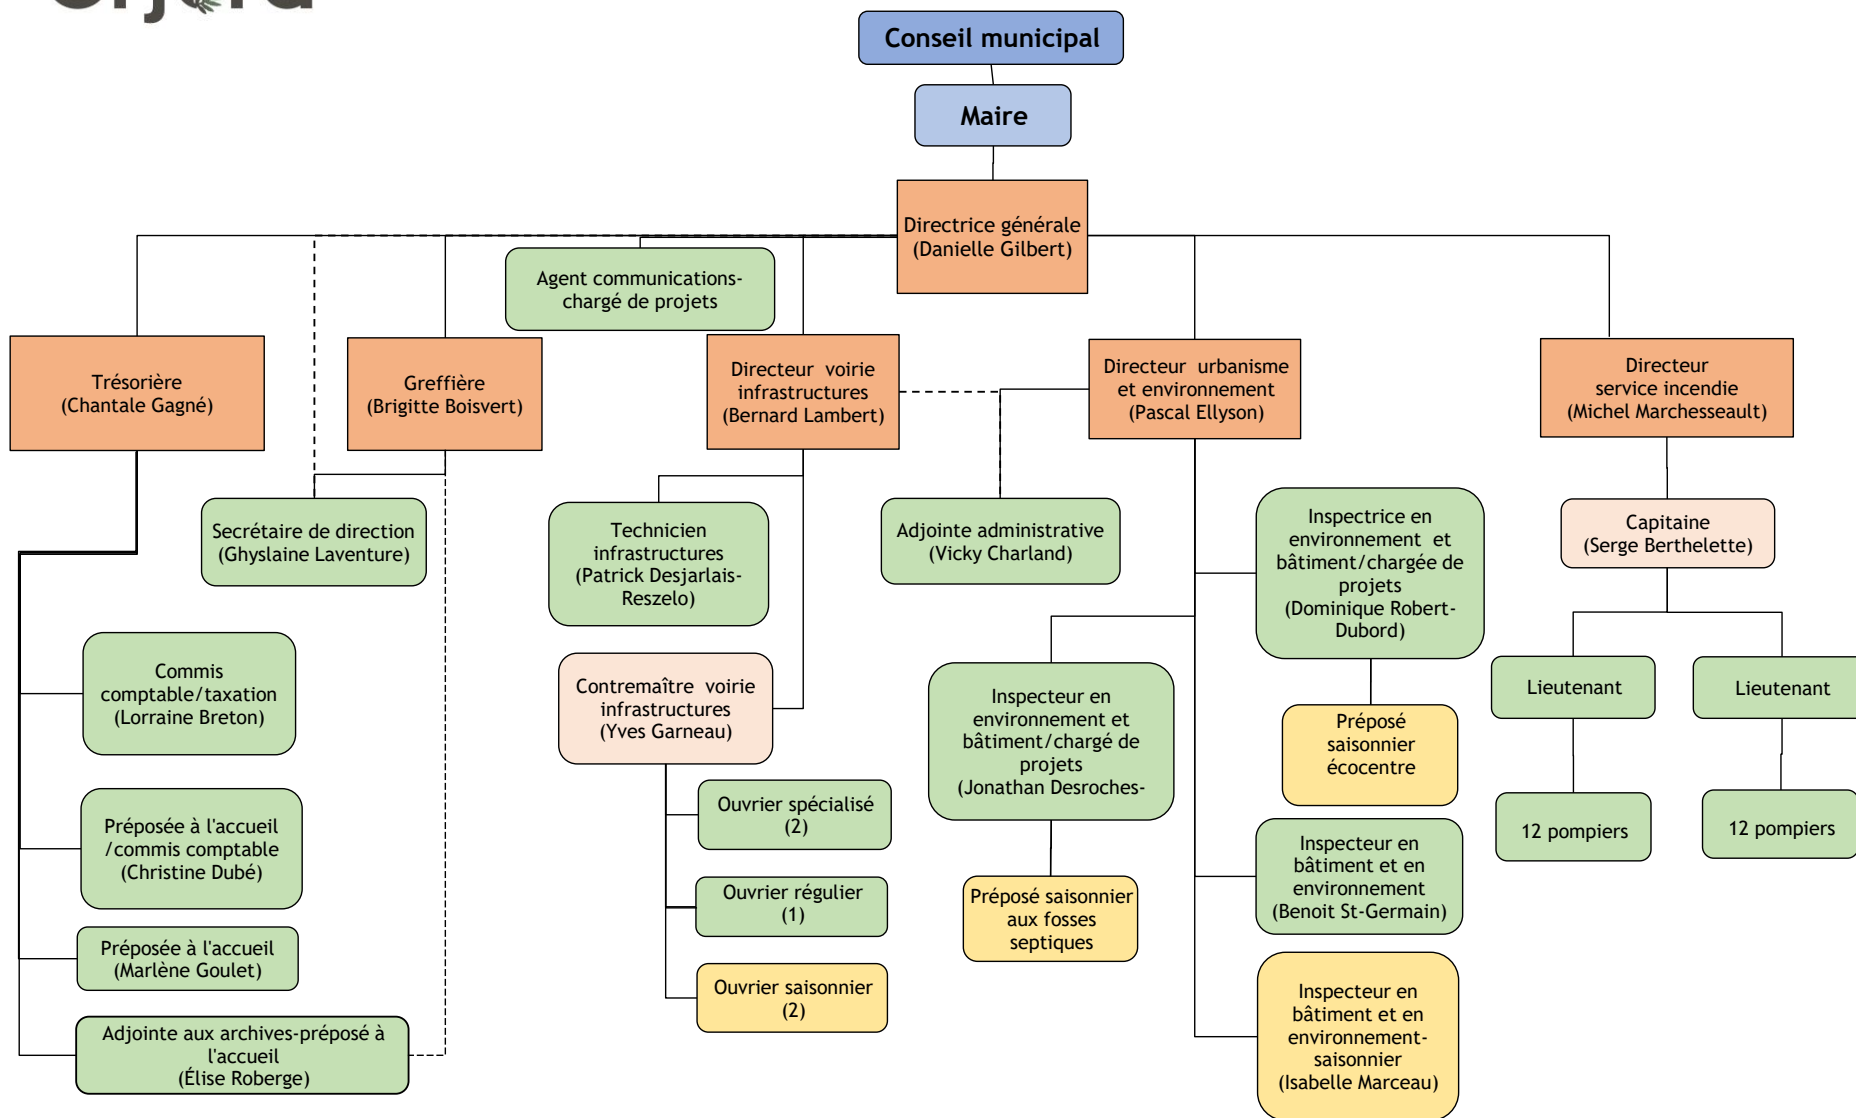 Conseil municipal
Maire
Directrice générale
(Danielle Gilbert)
Agent communications-
chargé de projets
Trésorière
(Chantale Gagné)
Greffière
(Brigitte Boisvert)
Directeur voirie
infrastructures
(Bernard Lambert)
Directeur urbanisme
et environnement
(Pascal Ellyson)
Directeur
service incendie
(Michel Marchesseault)
Secrétaire de direction
(Ghyslaine Laventure)
Technicien
infrastructures
(Patrick Desjarlais-
Reszelo)
Adjointe administrative
(Vicky Charland)
Inspectrice en
environnement et
bâtiment/chargée de
projets
(Dominique Robert-
Dubord)
Capitaine
(Serge Berthelette)
Commis
comptable/taxation
(Lorraine Breton)
Contremaître voirie
infrastructures
(Yves Garneau)
Inspecteur en
environnement et
bâtiment/chargé de
projets
(Jonathan Desroches-
Lieutenant
Lieutenant
Préposé
saisonnier
écocentre
Préposée à l'accueil
/commis comptable
(Christine Dubé)
Ouvrier spécialisé
(2)
12 pompiers
12 pompiers
Inspecteur en
bâtiment et en
environnement
(Benoit St-Germain)
Ouvrier régulier
(1)
Préposé saisonnier
aux fosses
septiques
Préposée à l'accueil
(Marlène Goulet)
Ouvrier saisonnier
(2)
Inspecteur en
bâtiment et en
environnement-
saisonnier
(Isabelle Marceau)
Adjointe aux archives-préposé à
l'accueil
(Élise Roberge)